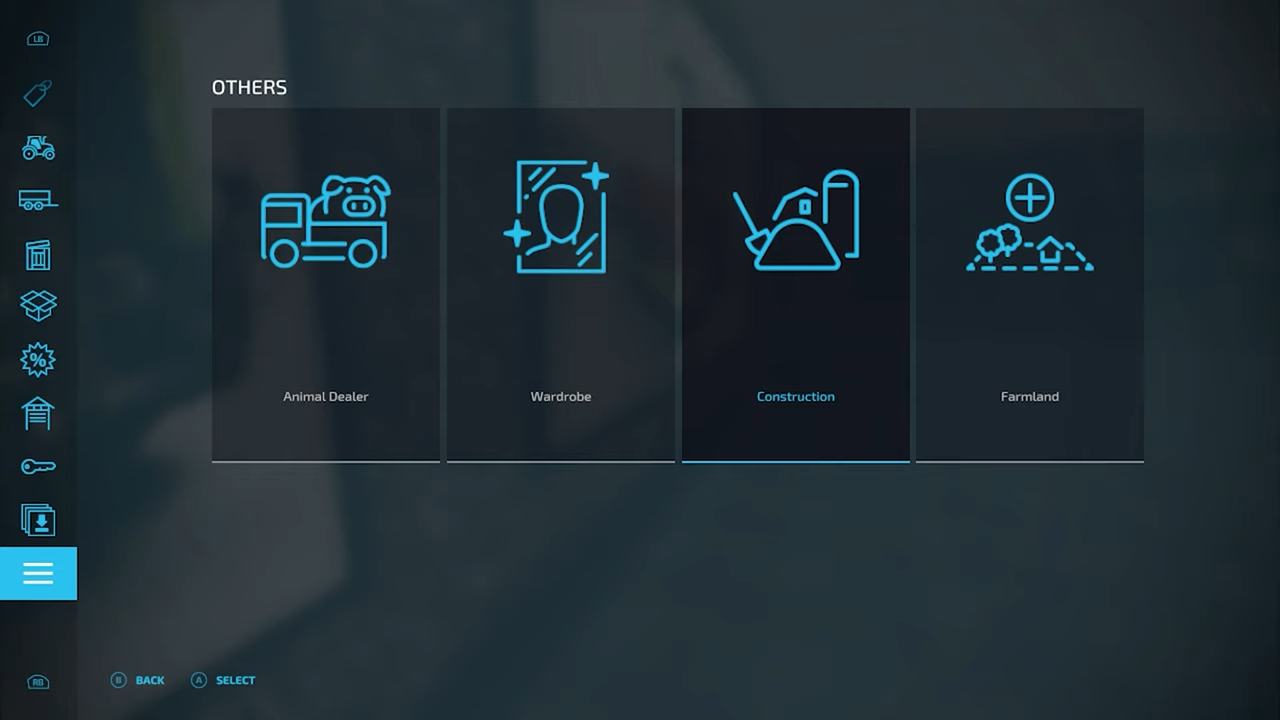 LB
OTHERS
%
Animal Dealer
Wardrobe
Construction
Farmland
RB
B BACK
A SELECT